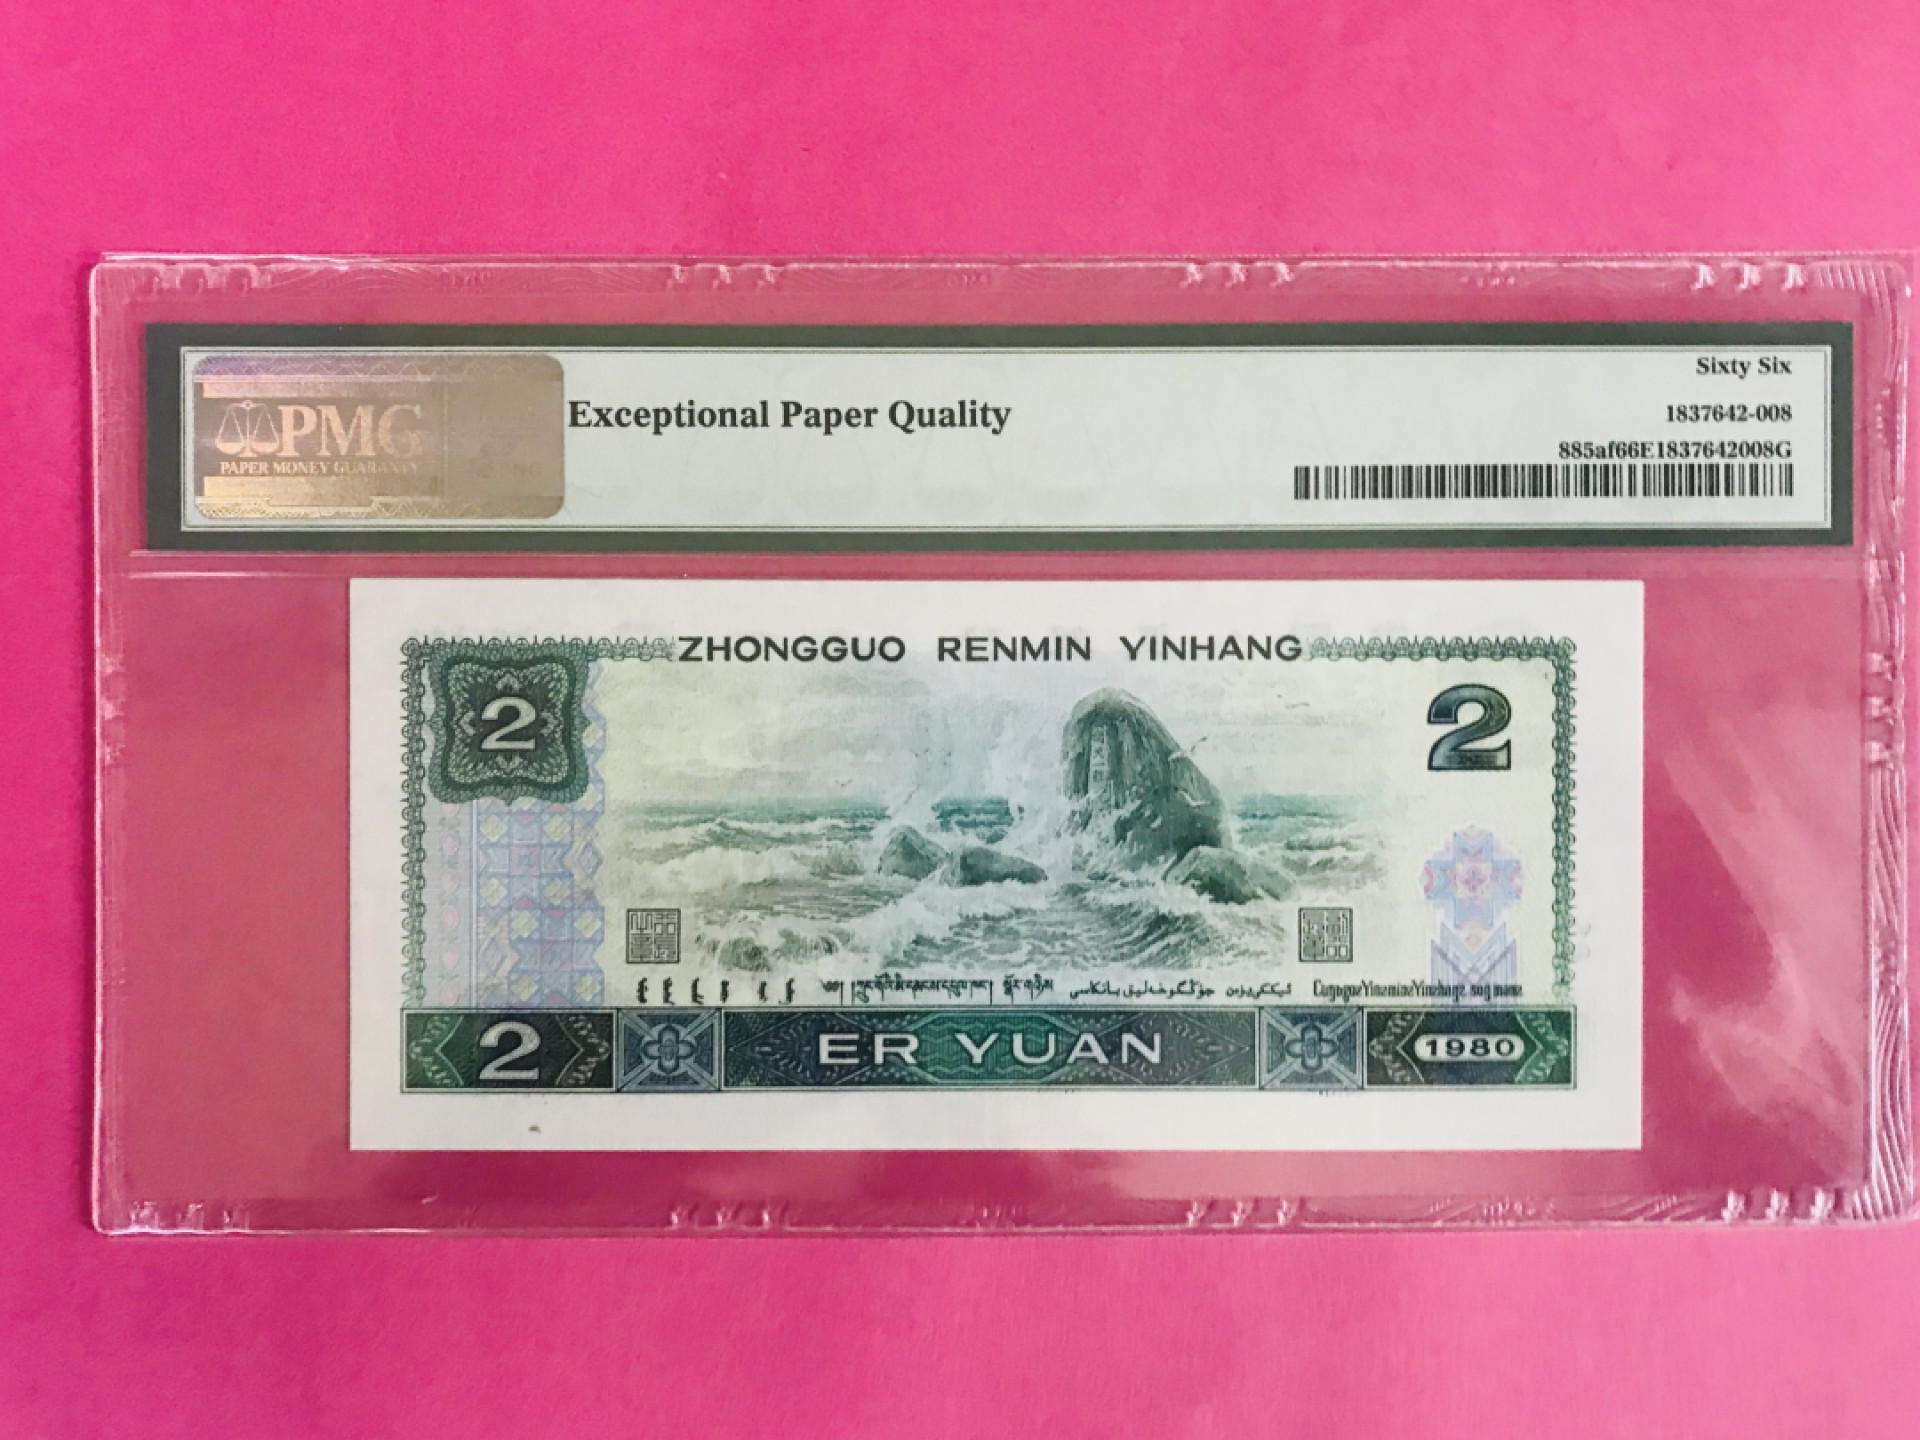 Sixty Six
PMG
PAPER MONEY GUARANTY
Exceptional Paper Quality
1837642-008
885af66E1837642008G
ZHONGGUO RENMIN YINHANG
2
2
2 ER YUAN 1980